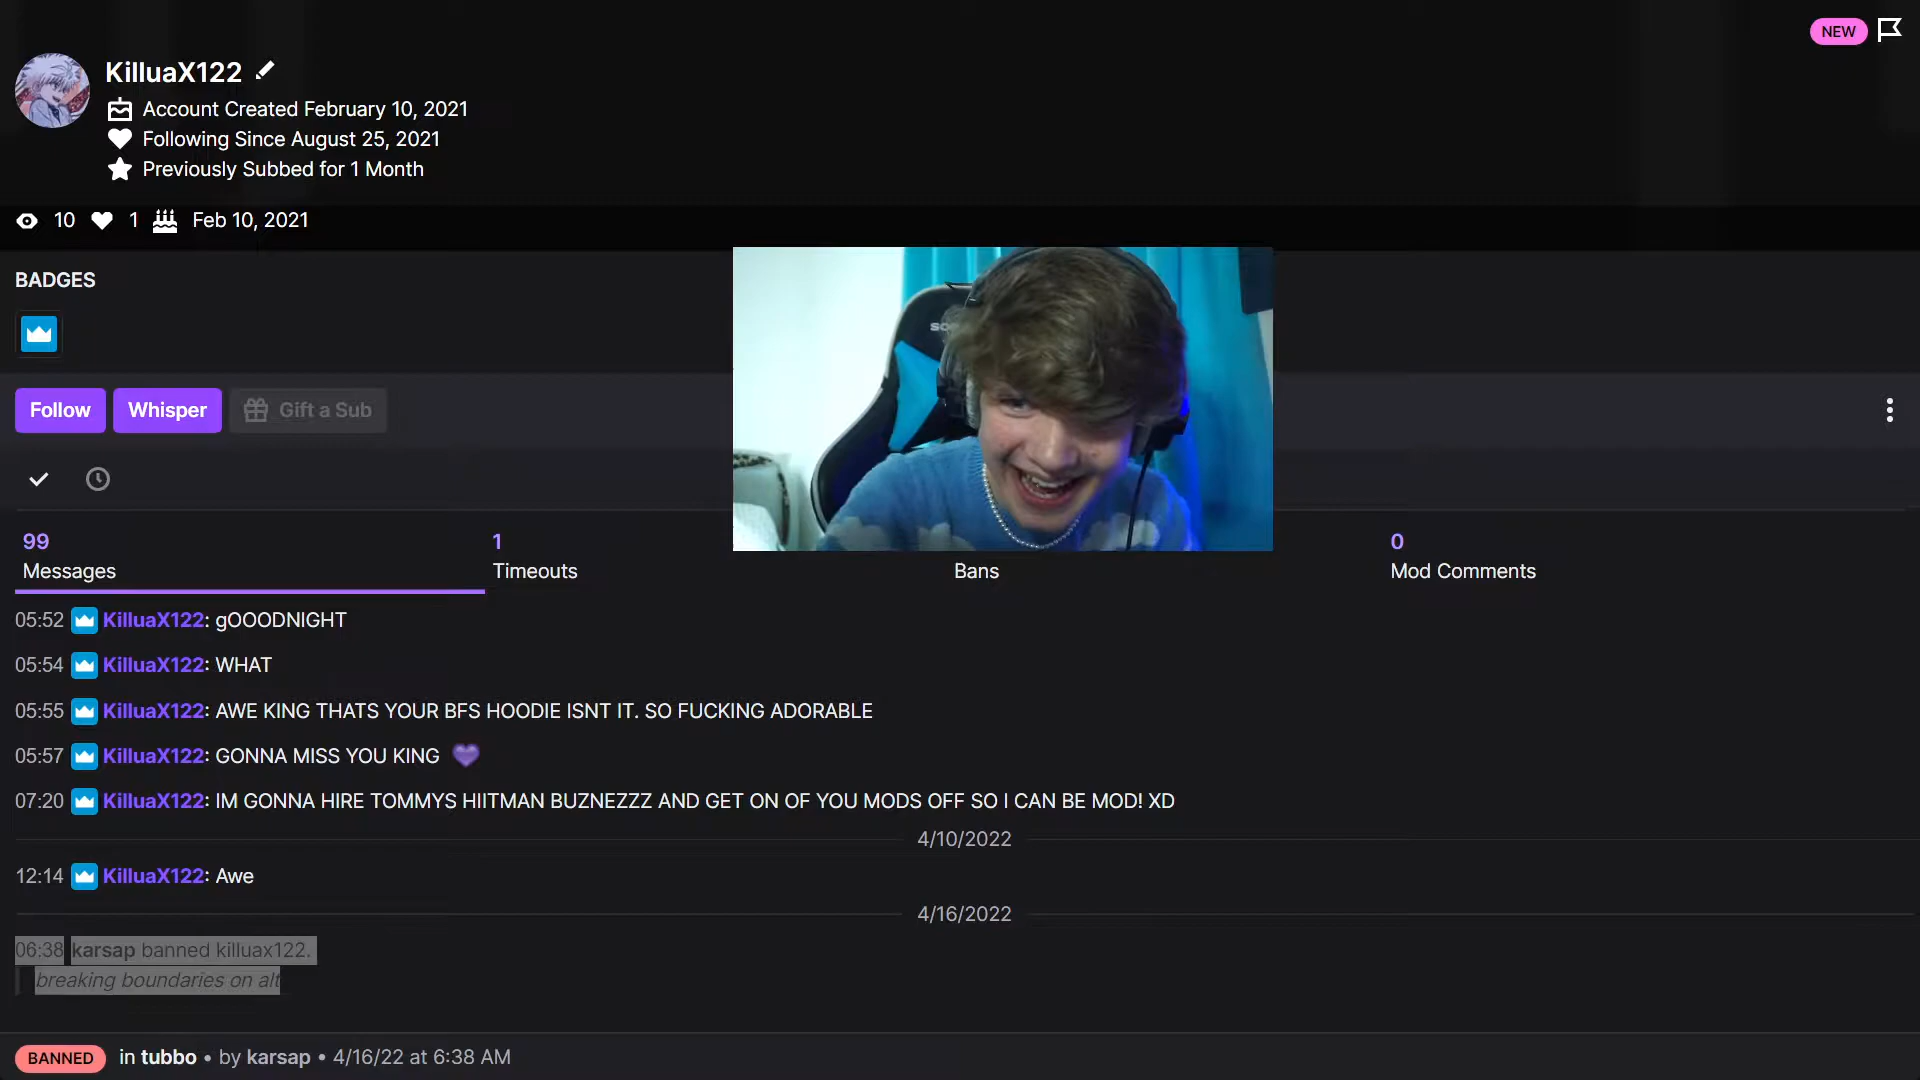 NEW
KilluaX122
Account Created February 10, 2021
Following Since August 25, 2021
Previously Subbed for 1 Month
10 1 Feb 10, 2021
BADGES
Follow Whisper Gift a Sub
99 1 0
Messages Timeouts Bans Mod Comments
05:52 KilluaX122: gOOODNIGHT
05:54 KilluaX122: WHAT
05:55 KilluaX122: AWE KING THATS YOUR BFS HOODIE ISNT IT. SO FUCKING ADORABLE
05:57 KilluaX122: GONNA MISS YOU KING 💜
07:20 KilluaX122: IM GONNA HIRE TOMMYS HIITMAN BUZNEZZZ AND GET ON OF YOU MODS OFF SO I CAN BE MOD! XD
4/10/2022
12:14 KilluaX122: Awe
4/16/2022
06:38 karsap banned killuax122.
breaking boundaries on alt
BANNED in tubbo • by karsap • 4/16/22 at 6:38 AM